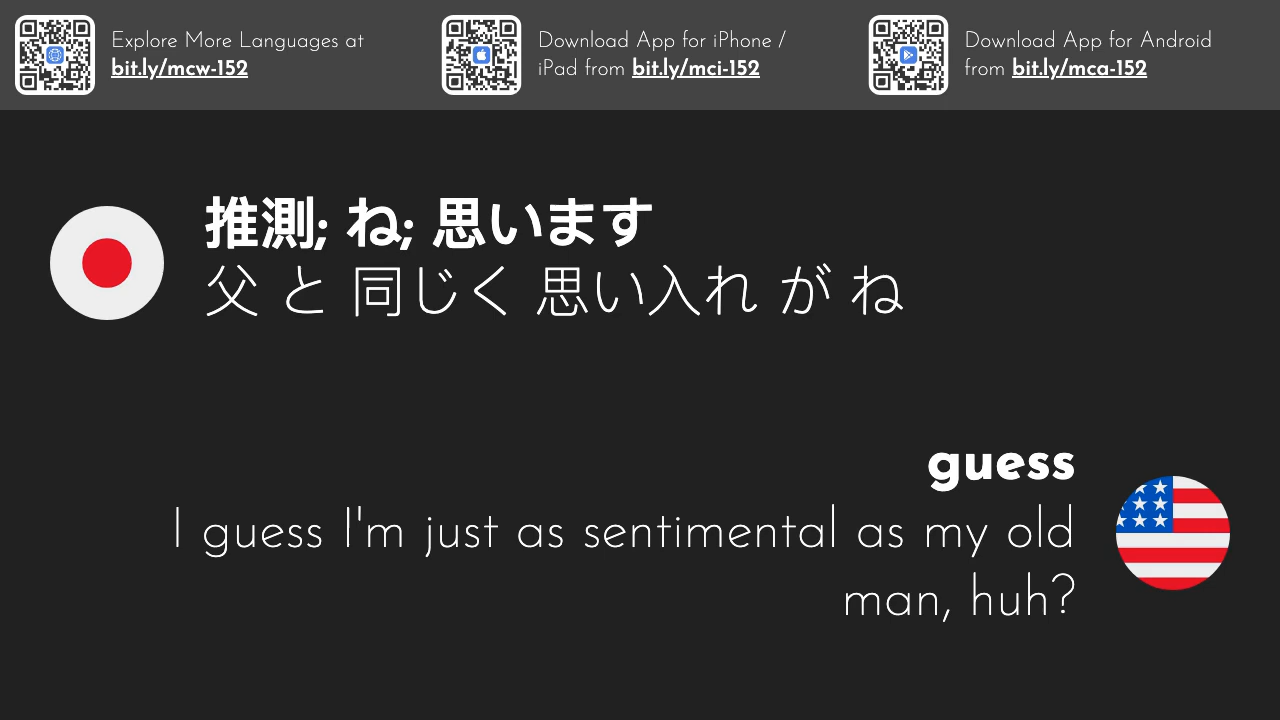 Explore More Languages at
bit.ly/mcw-152
Download App for iPhone /
iPad from bit.ly/mci-152
Download App for Android
from bit.ly/mca-152
推測; ね; 思います
父 と 同じく 思い入れ が ね
guess
I guess I'm just as sentimental as my old
man, huh?